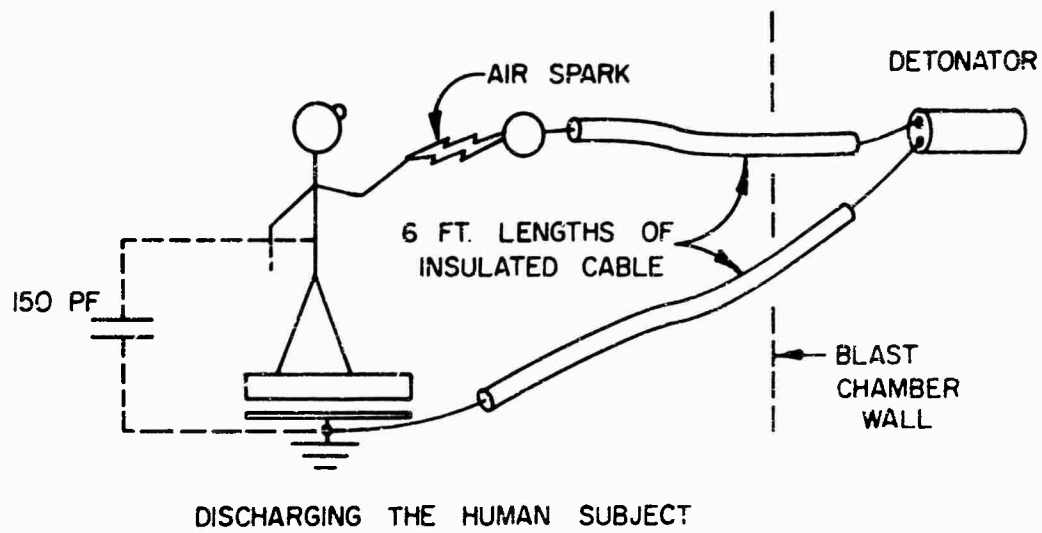 AIR SPARK
DETONATOR
6 FT. LENGTHS OF
INSULATED CABLE
150 PF
BLAST
CHAMBER
WALL
DISCHARGING THE HUMAN SUBJECT